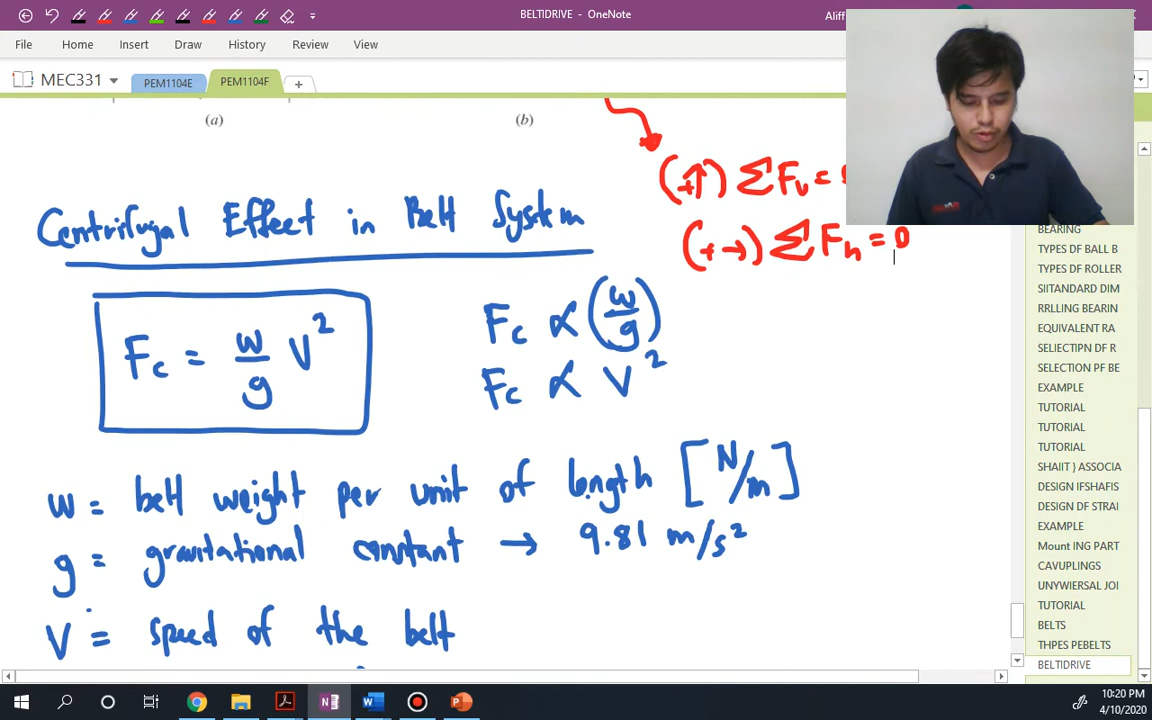 BELTIDRIVE - OneNote
Aliff
File Home Insert Draw History Review View
MEC331
PEM1104E
PEM1104F
(a)
(b)
(+↑) ΣFv =
(+→) ΣFh = 0
Centrifugal Effect in Belt System
Fc = w/g V²
Fc ∝ (w/g)
Fc ∝ V²
w = belt weight per unit of length [N/m]
g = gravitational constant → 9.81 m/s²
V = speed of the belt
BEARING
TYPES DF BALL B
TYPES DF ROLLER
SIITANDARD DIM
RRLLING BEARIN
EQUIVALENT RA
SELIECTIPN DF R
SELECTION PF BE
EXAMPLE
TUTORIAL
TUTORIAL
TUTORIAL
SHAIIT } ASSOCIA
DESIGN IFSHAFIS
DESIGN DF STRAI
EXAMPLE
Mount ING PART
CAVUPLINGS
UNYWIERSAL JOI
TUTORIAL
BELTS
THPES PEBELTS
BELTIDRIVE
10:20 PM
4/10/2020